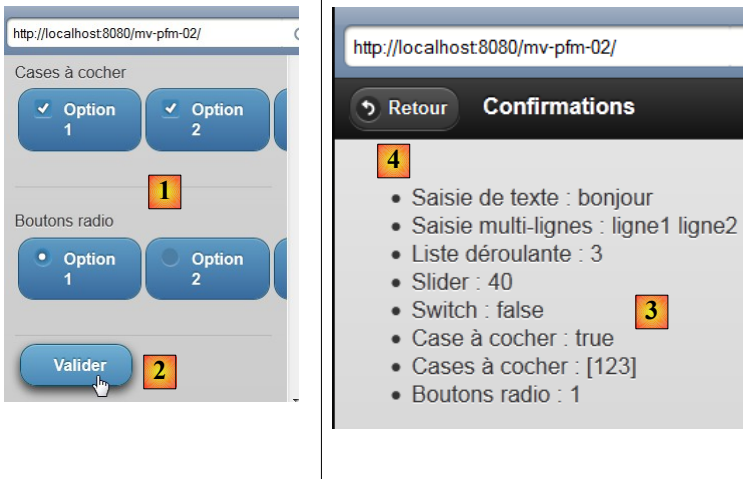 http://localhost:8080/mv-pfm-02/
Cases à cocher
Option
1
Option
2
1
Boutons radio
Option
1
Option
2
Valider
2
http://localhost:8080/mv-pfm-02/
Retour
Confirmations
4
Saisie de texte : bonjour
Saisie multi-lignes : ligne1 ligne2
Liste déroulante : 3
Slider : 40
Switch : false
3
Case à cocher : true
Cases à cocher : [123]
Boutons radio : 1